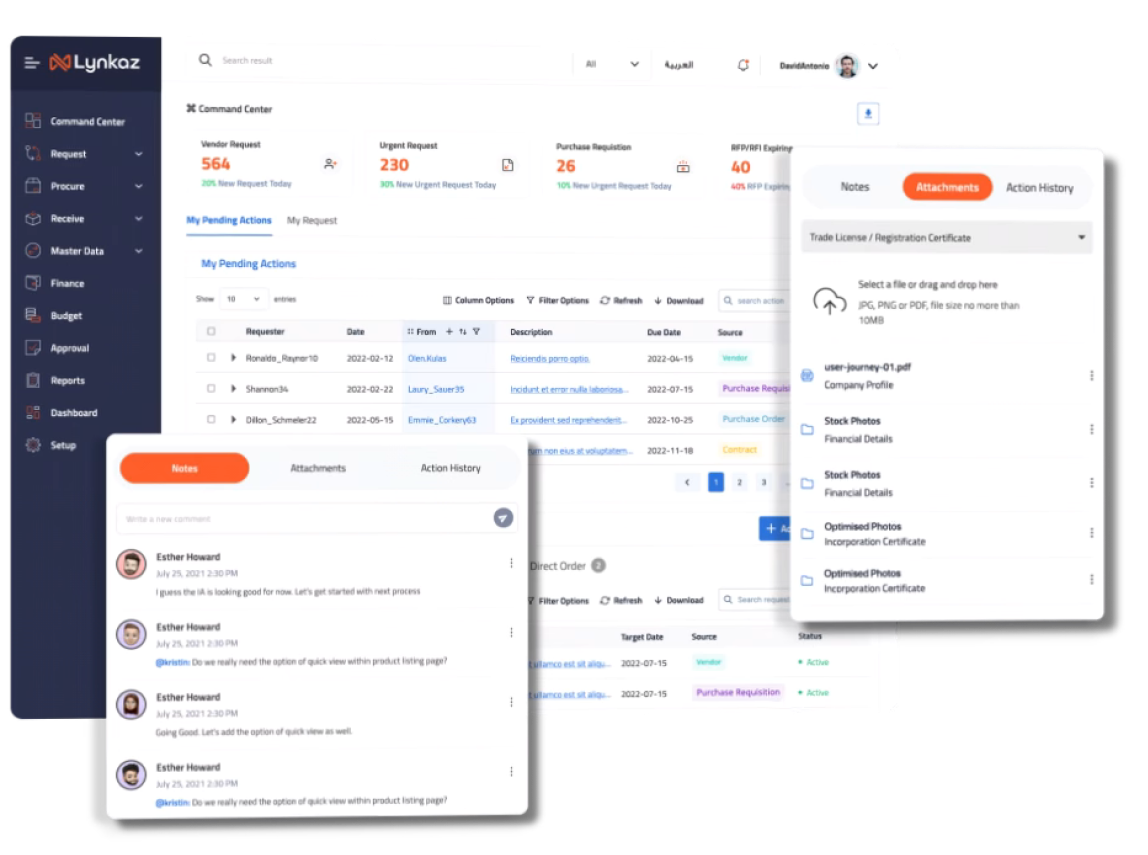 Lynkaz
Search result
All
العربية
DavidAntonio
Command Center
Request
Procure
Receive
Master Data
Finance
Budget
Approval
Reports
Dashboard
Setup
Command Center
Vendor Request
564
20% New Request Today
Urgent Request
230
30% New Urgent Request Today
Purchase Requistion
26
10% New Urgent Request Today
RFP/RFI Expiring
40
40% RFP Expiring
My Pending Actions My Request
My Pending Actions
Show 10 entries
Column Options Filter Options Refresh Download search action
Requester Date From Description Due Date Source
Ronaldo_Raynor10 2022-02-12 Olen.Kulas Reiciendis porro optio. 2022-04-15 Vendor
Shannon34 2022-02-22 Laury_Sauer35 Incidunt et error nulla laboriosa... 2022-07-15 Purchase Requisi
Dillon_Schmeler22 2022-05-15 Emmie_Corkery63 Ex provident sed reprehenderit... 2022-10-25 Purchase Order
um non eius at voluptatem... 2022-11-18 Contract
1 2 3
+ Ad
Direct Order 2
Filter Options Refresh Download Search request
Target Date Source Status
t ullamco est sit aliqu... 2022-07-15 Vendor Active
t ullamco est sit aliqu... 2022-07-15 Purchase Requisition Active
Notes Attachments Action History
Write a new comment
Esther Howard
July 25, 2021 2:30 PM
I guess the IA is looking good for now. Let's get started with next process
Esther Howard
July 25, 2021 2:30 PM
@kristin: Do we really need the option of quick view within product listing page?
Esther Howard
July 25, 2021 2:30 PM
Going Good. Let's add the option of quick view as well.
Esther Howard
July 25, 2021 2:30 PM
@kristin: Do we really need the option of quick view within product listing page?
Notes Attachments Action History
Trade License / Registration Certificate
Select a file or drag and drop here
JPG, PNG or PDF, file size no more than
10MB
user-journey-01.pdf
Company Profile
Stock Photos
Financial Details
Stock Photos
Financial Details
Optimised Photos
Incorporation Certificate
Optimised Photos
Incorporation Certificate